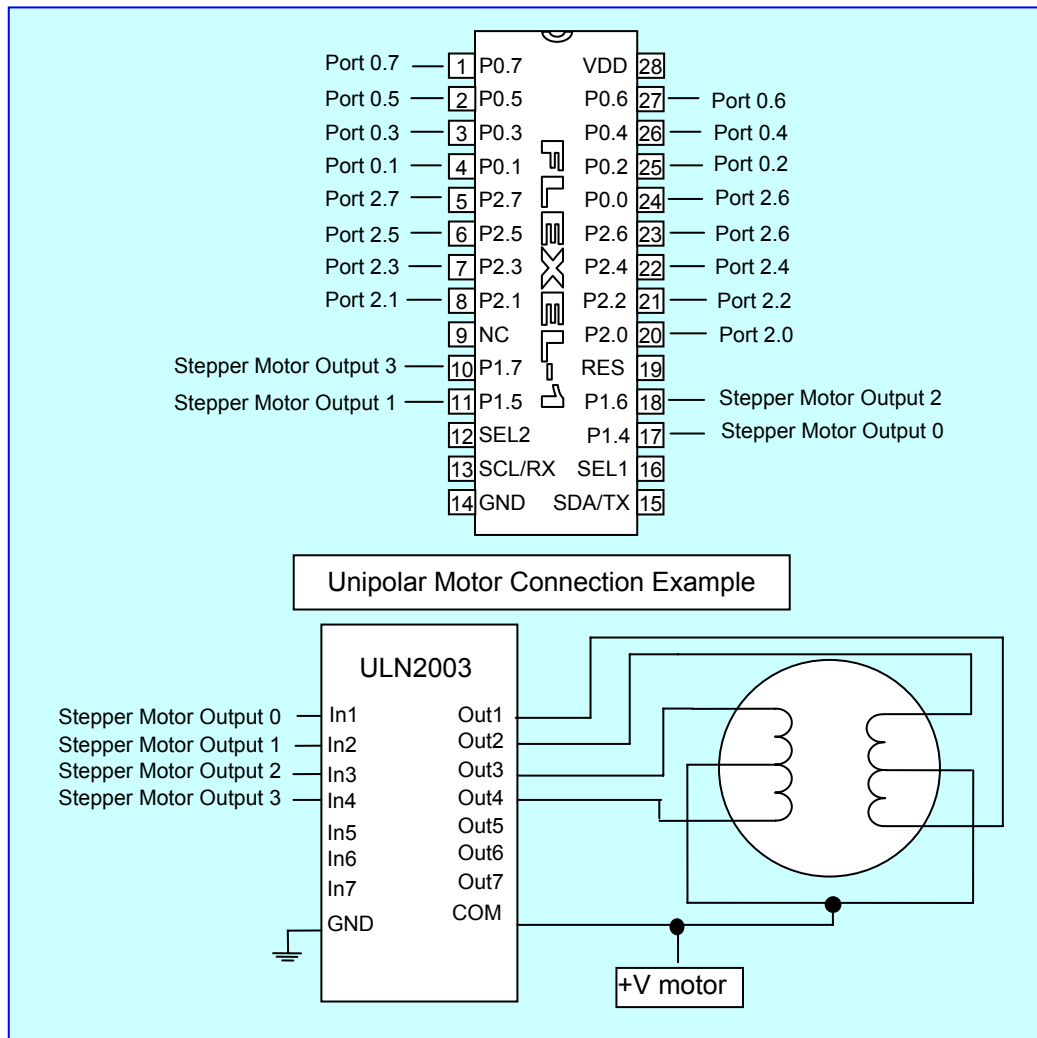 Port 0.7 1 P0.7 VDD 28
Port 0.5 2 P0.5 P0.6 27 Port 0.6
Port 0.3 3 P0.3 P0.4 26 Port 0.4
Port 0.1 4 P0.1 P0.2 25 Port 0.2
Port 2.7 5 P2.7 P0.0 24 Port 2.6
Port 2.5 6 P2.5 P2.6 23 Port 2.6
Port 2.3 7 P2.3 P2.4 22 Port 2.4
Port 2.1 8 P2.1 P2.2 21 Port 2.2
9 NC P2.0 20 Port 2.0
Stepper Motor Output 3 10 P1.7 RES 19
Stepper Motor Output 1 11 P1.5 P1.6 18 Stepper Motor Output 2
12 SEL2 P1.4 17 Stepper Motor Output 0
13 SCL/RX SEL1 16
14 GND SDA/TX 15
FLEXEL-1
Unipolar Motor Connection Example
ULN2003
Stepper Motor Output 0 In1 Out1
Stepper Motor Output 1 In2 Out2
Stepper Motor Output 2 In3 Out3
Stepper Motor Output 3 In4 Out4
In5 Out5
In6 Out6
In7 Out7
GND COM
+V motor